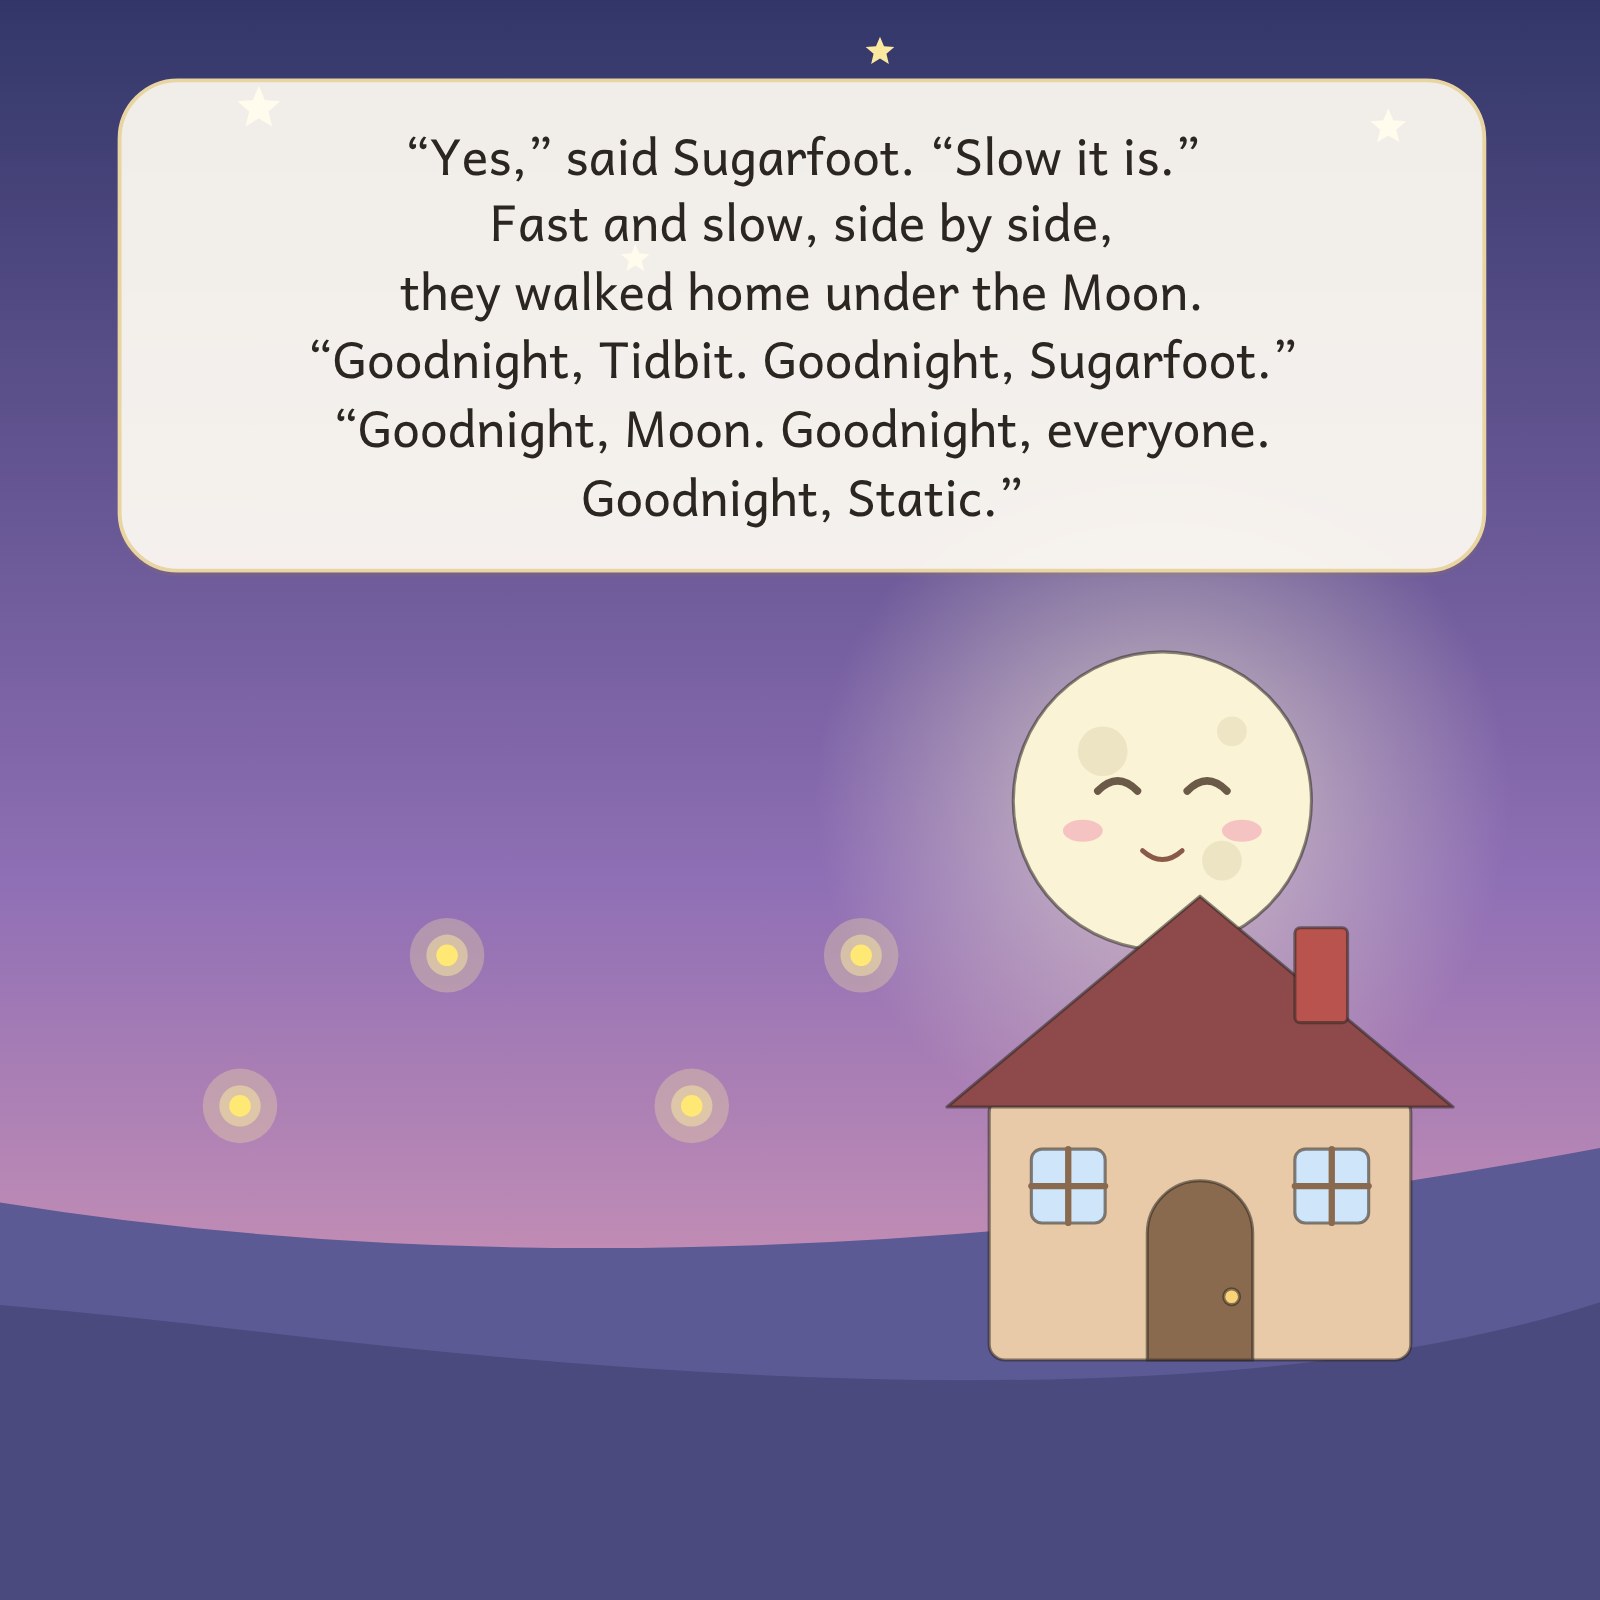 “Yes,” said Sugarfoot. “Slow it is.”
Fast and slow, side by side,
they walked home under the Moon.
“Goodnight, Tidbit. Goodnight, Sugarfoot.”
“Goodnight, Moon. Goodnight, everyone.
Goodnight, Static.”